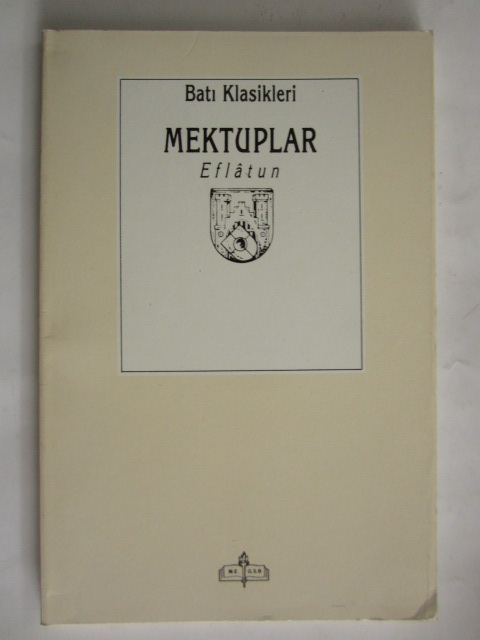 Batı Klasikleri
MEKTUPLAR
Eflâtun